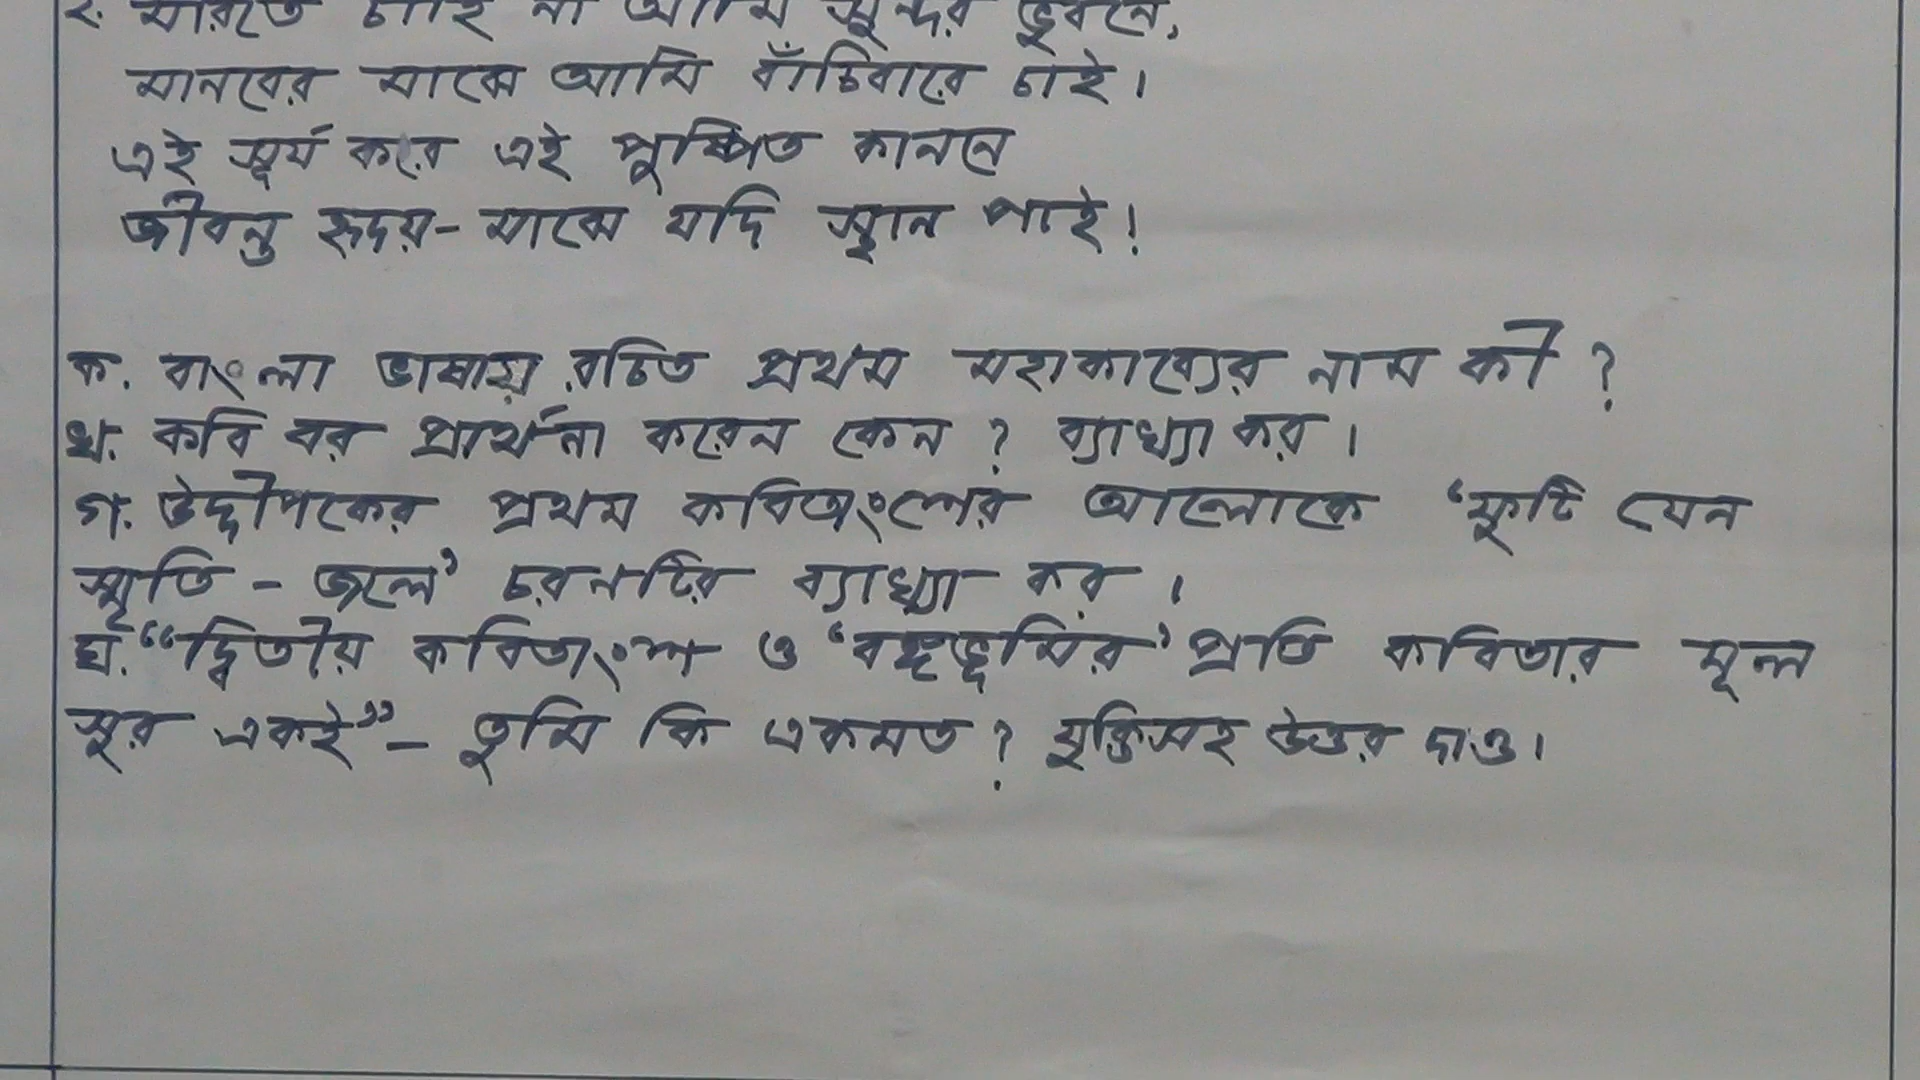 ২. মরিতে চাহি না আমি সুন্দর ভুবনে,
মানবের মাঝে আমি বাঁচিবারে চাই।
এই সূর্য করে এই পুষ্পিত কাননে
জীবন্ত হৃদয়-মাঝে যদি স্থান পাই!
ক. বাংলা ভাষায় রচিত প্রথম মহাকাব্যের নাম কী?
খ. কবি বর প্রার্থনা করেন কেন? ব্যাখ্যা কর।
গ. উদ্দীপকের প্রথম কবিতাংশের আলোকে ‘ফুটি যেন
স্মৃতি - জলে’ চরনটির ব্যাখ্যা কর।
ঘ. “দ্বিতীয় কবিতাংশ ও ‘বঙ্গভূমির’ প্রতি কবিতার মূল
সুর একই” – তুমি কি একমত? যুক্তিসহ উত্তর দাও।